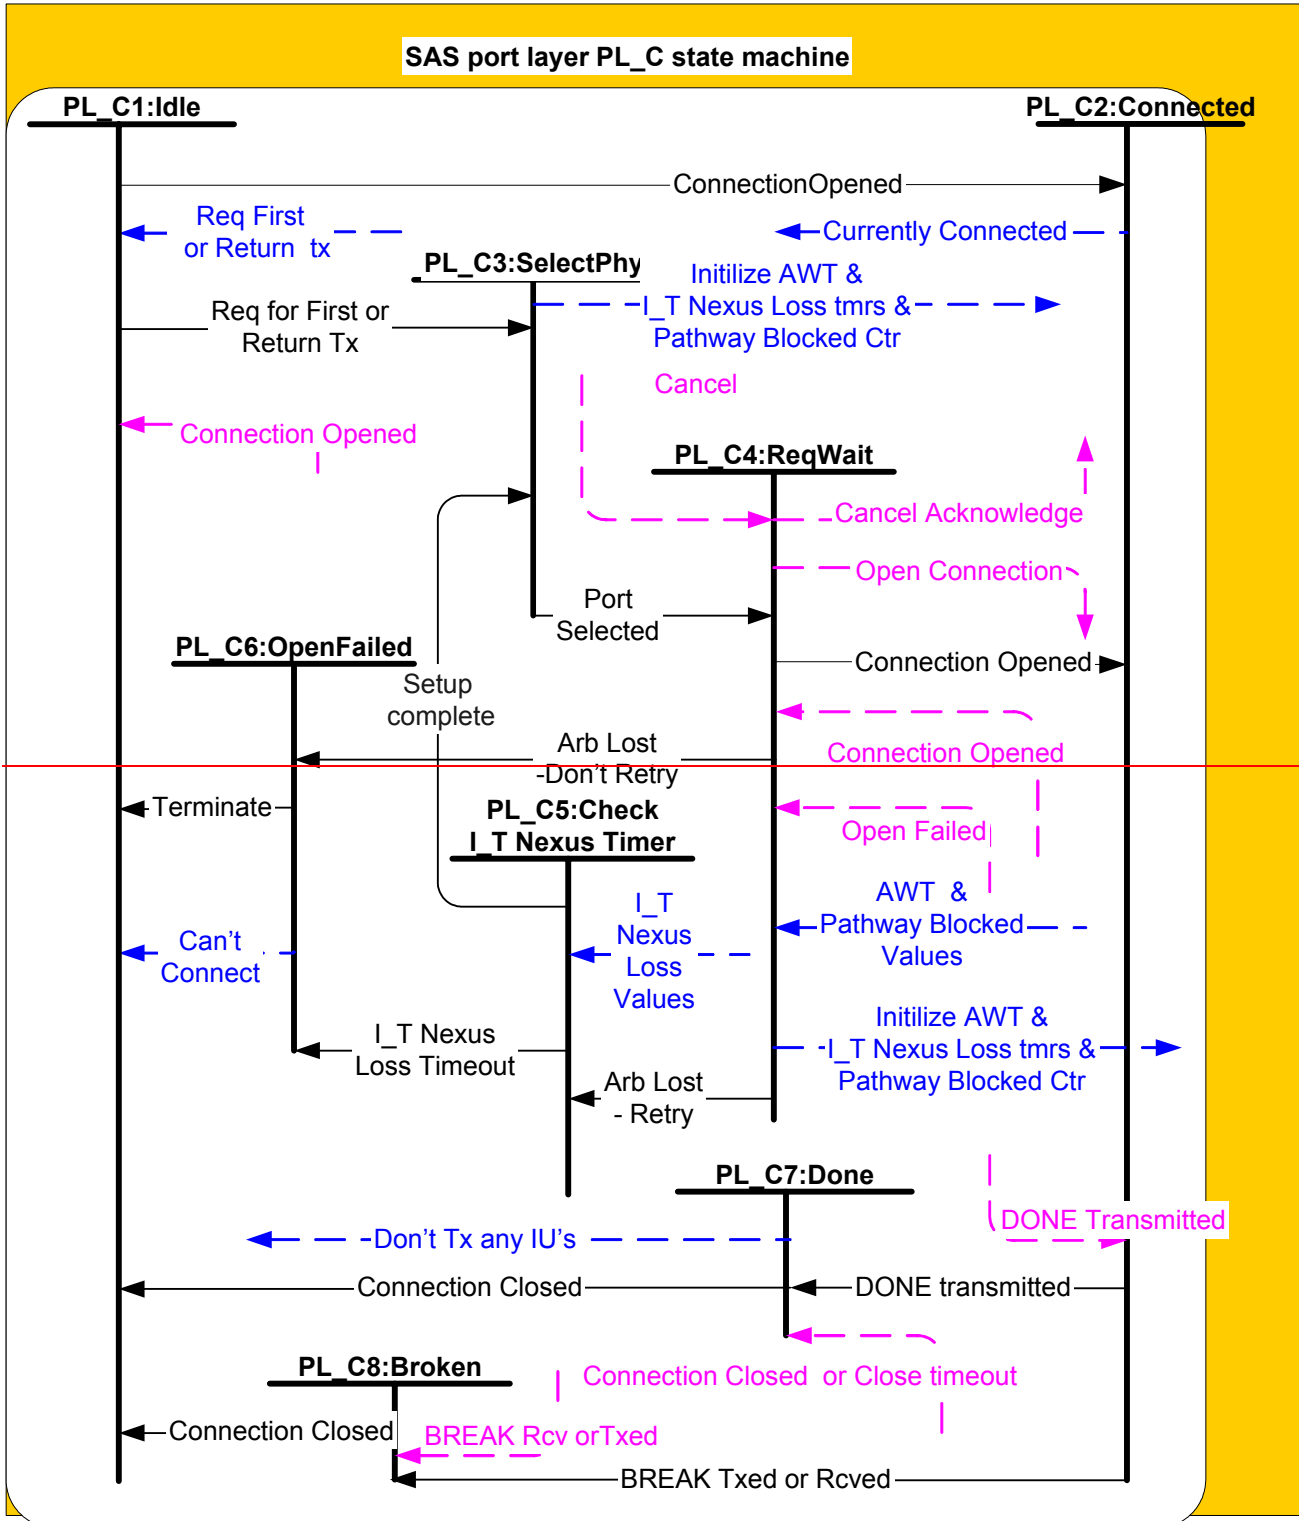 SAS port layer PL_C state machine
PL_C1:Idle
PL_C2:Connected
ConnectionOpened
Req First
or Return tx
Currently Connected
PL_C3:SelectPhy
Initilize AWT &
I_T Nexus Loss tmrs &
Pathway Blocked Ctr
Req for First or
Return Tx
Cancel
Connection Opened
PL_C4:ReqWait
Cancel Acknowledge
Open Connection
Port
Selected
PL_C6:OpenFailed
Connection Opened
Setup
complete
Arb Lost
-Don't Retry
Connection Opened
Terminate
PL_C5:Check
I_T Nexus Timer
Open Failed
AWT &
Pathway Blocked
Values
I_T
Nexus
Loss
Values
Can't
Connect
Initilize AWT &
I_T Nexus Loss tmrs &
Pathway Blocked Ctr
I_T Nexus
Loss Timeout
Arb Lost
- Retry
PL_C7:Done
DONE Transmitted
Don't Tx any IU's
Connection Closed
DONE transmitted
PL_C8:Broken
Connection Closed or Close timeout
Connection Closed
BREAK Rcv orTxed
BREAK Txed or Rcved